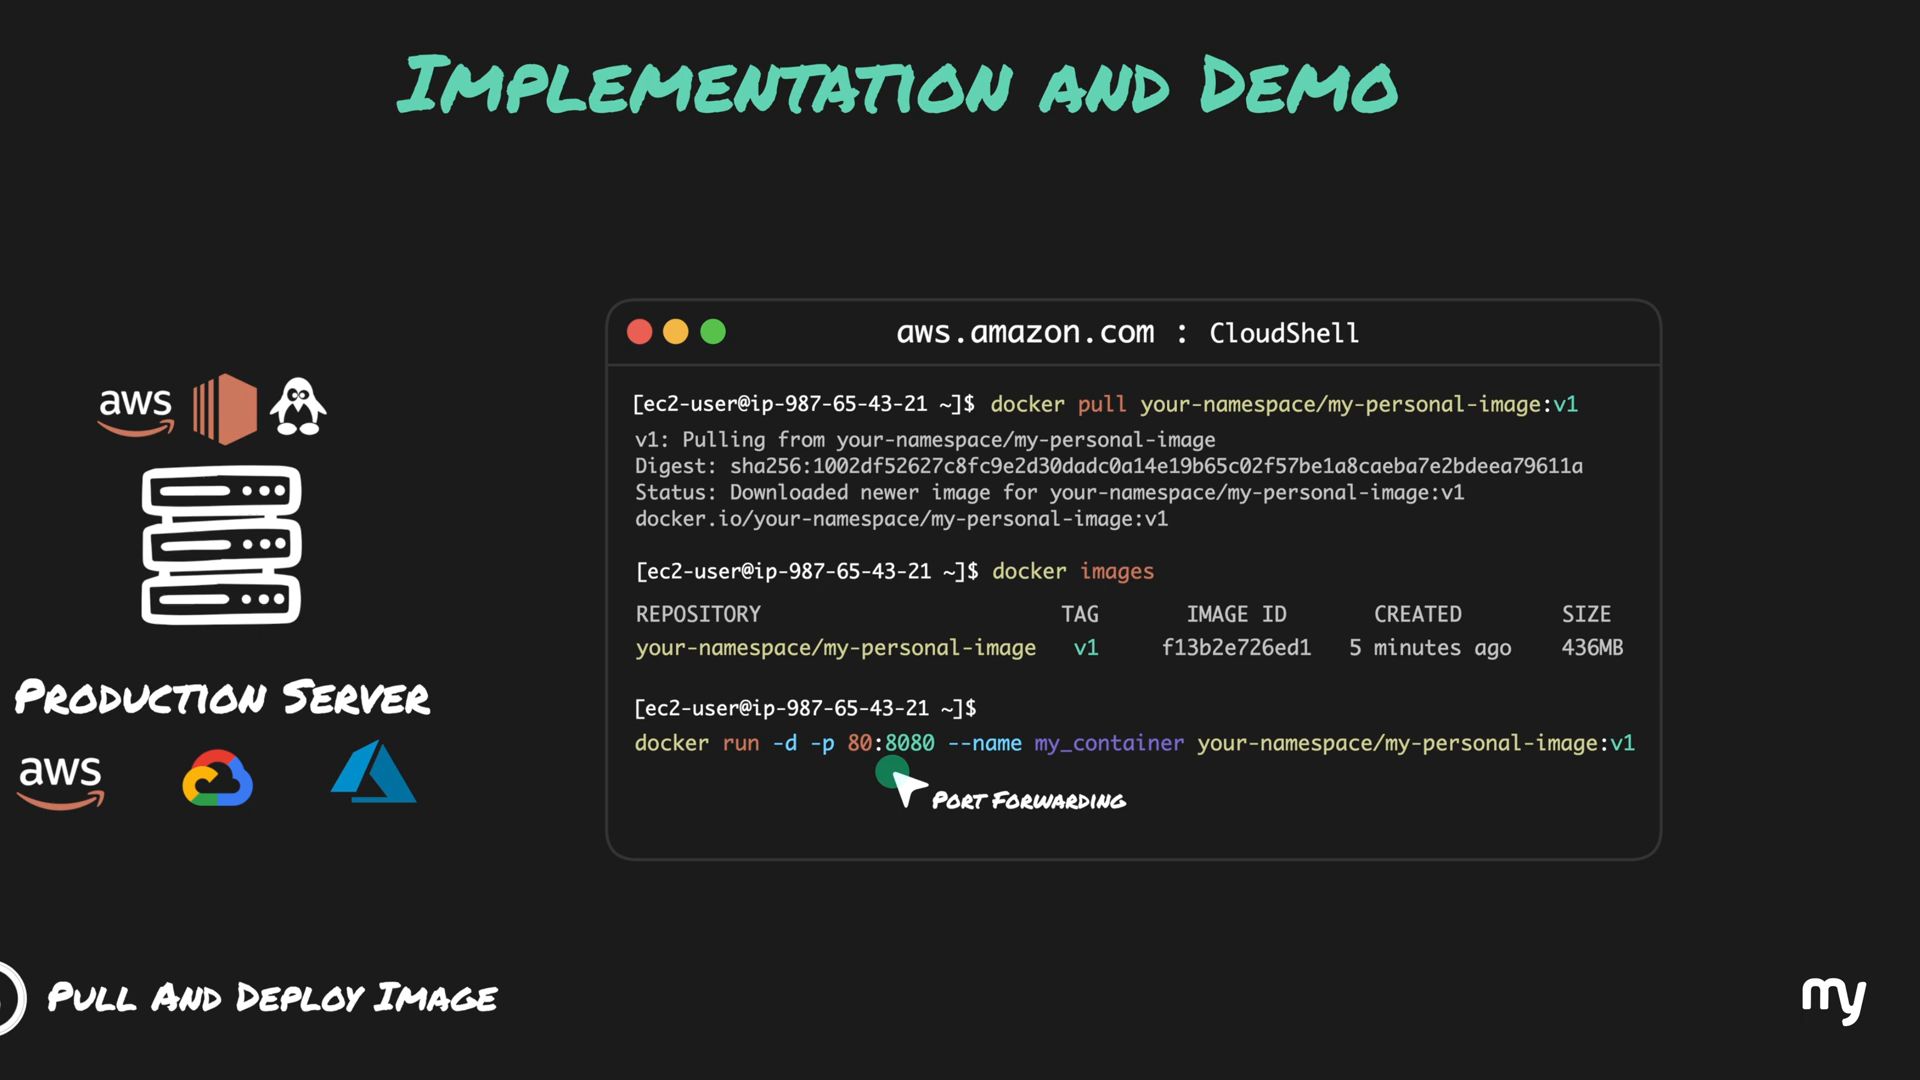 Implementation and Demo
aws.amazon.com : CloudShell
aws
[ec2-user@ip-987-65-43-21 ~]$ docker pull your-namespace/my-personal-image:v1
v1: Pulling from your-namespace/my-personal-image
Digest: sha256:1002df52627c8fc9e2d30dadc0a14e19b65c02f57be1a8caeba7e2bdeea79611a
Status: Downloaded newer image for your-namespace/my-personal-image:v1
docker.io/your-namespace/my-personal-image:v1
[ec2-user@ip-987-65-43-21 ~]$ docker images
REPOSITORY TAG IMAGE ID CREATED SIZE
your-namespace/my-personal-image v1 f13b2e726ed1 5 minutes ago 436MB
[ec2-user@ip-987-65-43-21 ~]$
docker run -d -p 80:8080 --name my_container your-namespace/my-personal-image:v1
Port Forwarding
Production Server
aws
Pull And Deploy Image
my